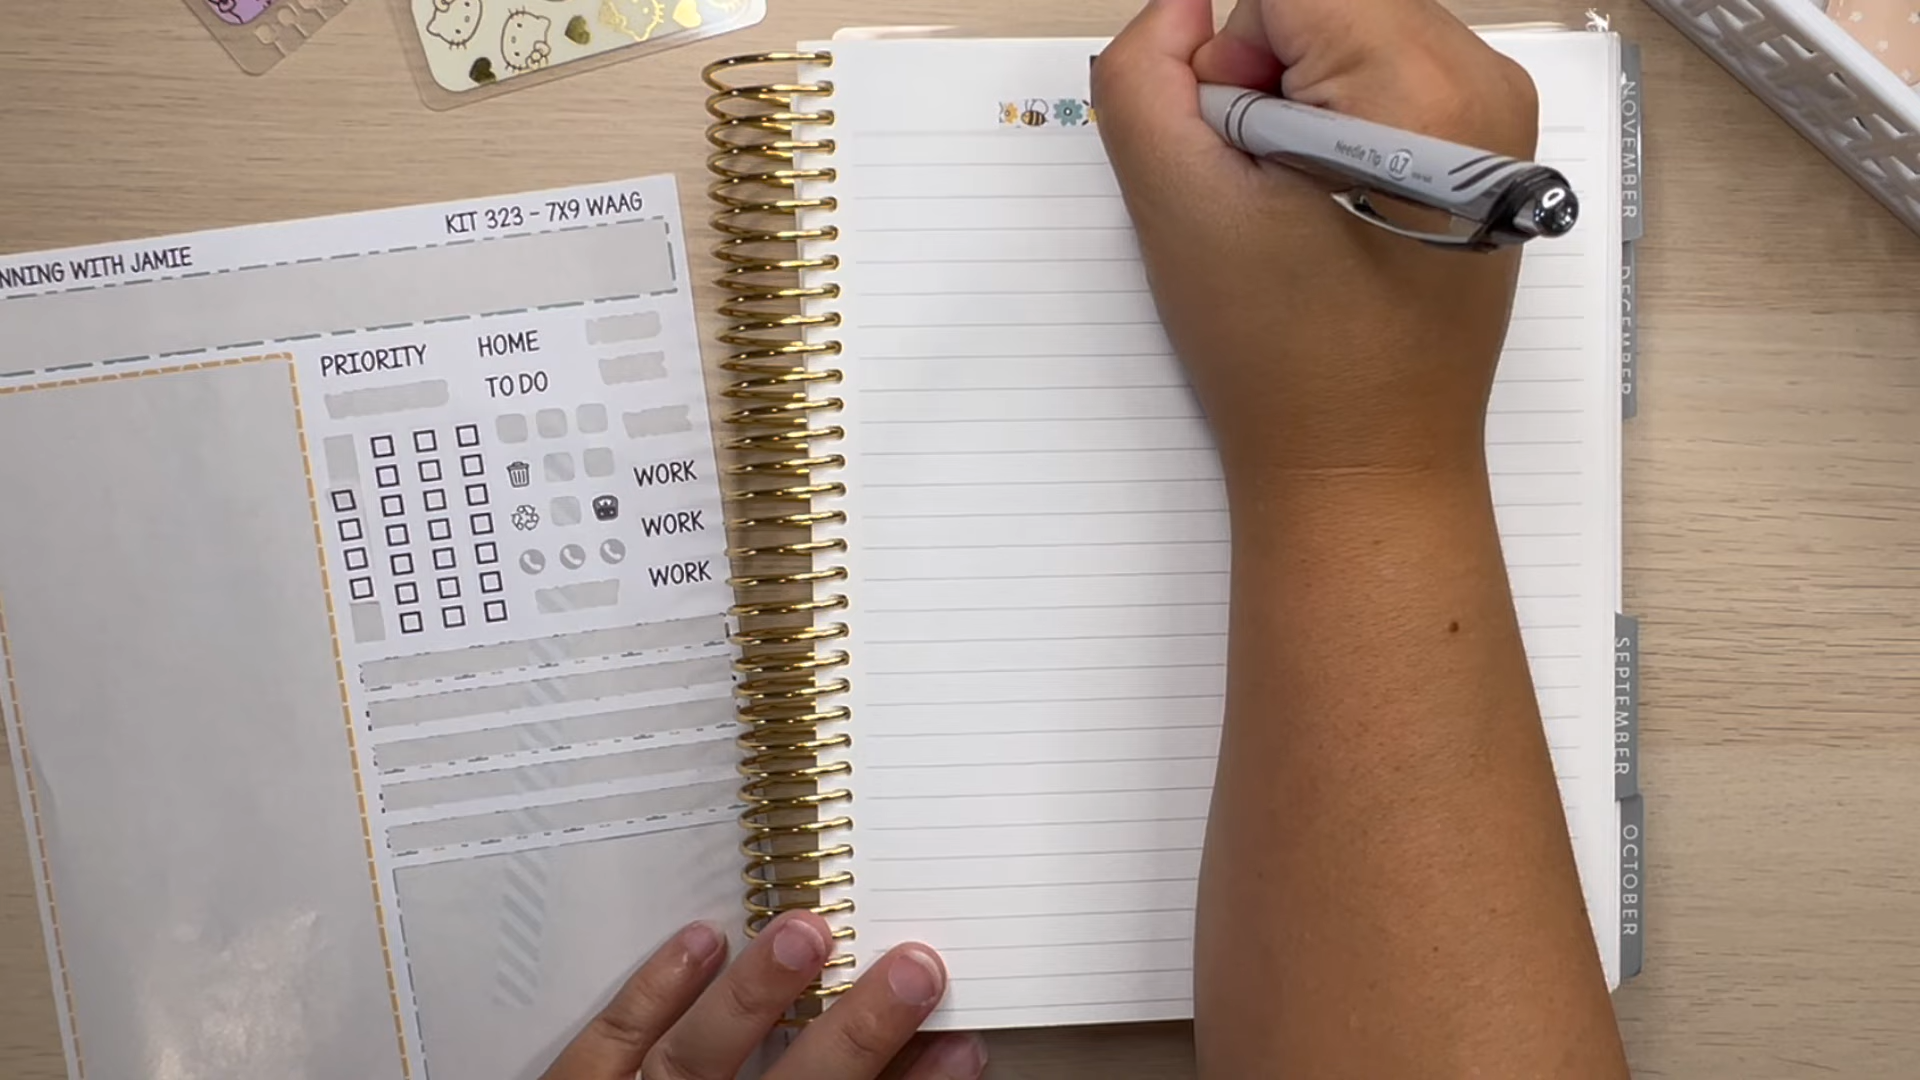 KIT 323 - 7X9 WAAG
NNING WITH JAMIE
PRIORITY
HOME
TO DO
WORK
WORK
WORK
Needle Tip 0.7
NOVEMBER
DECEMBER
SEPTEMBER
OCTOBER